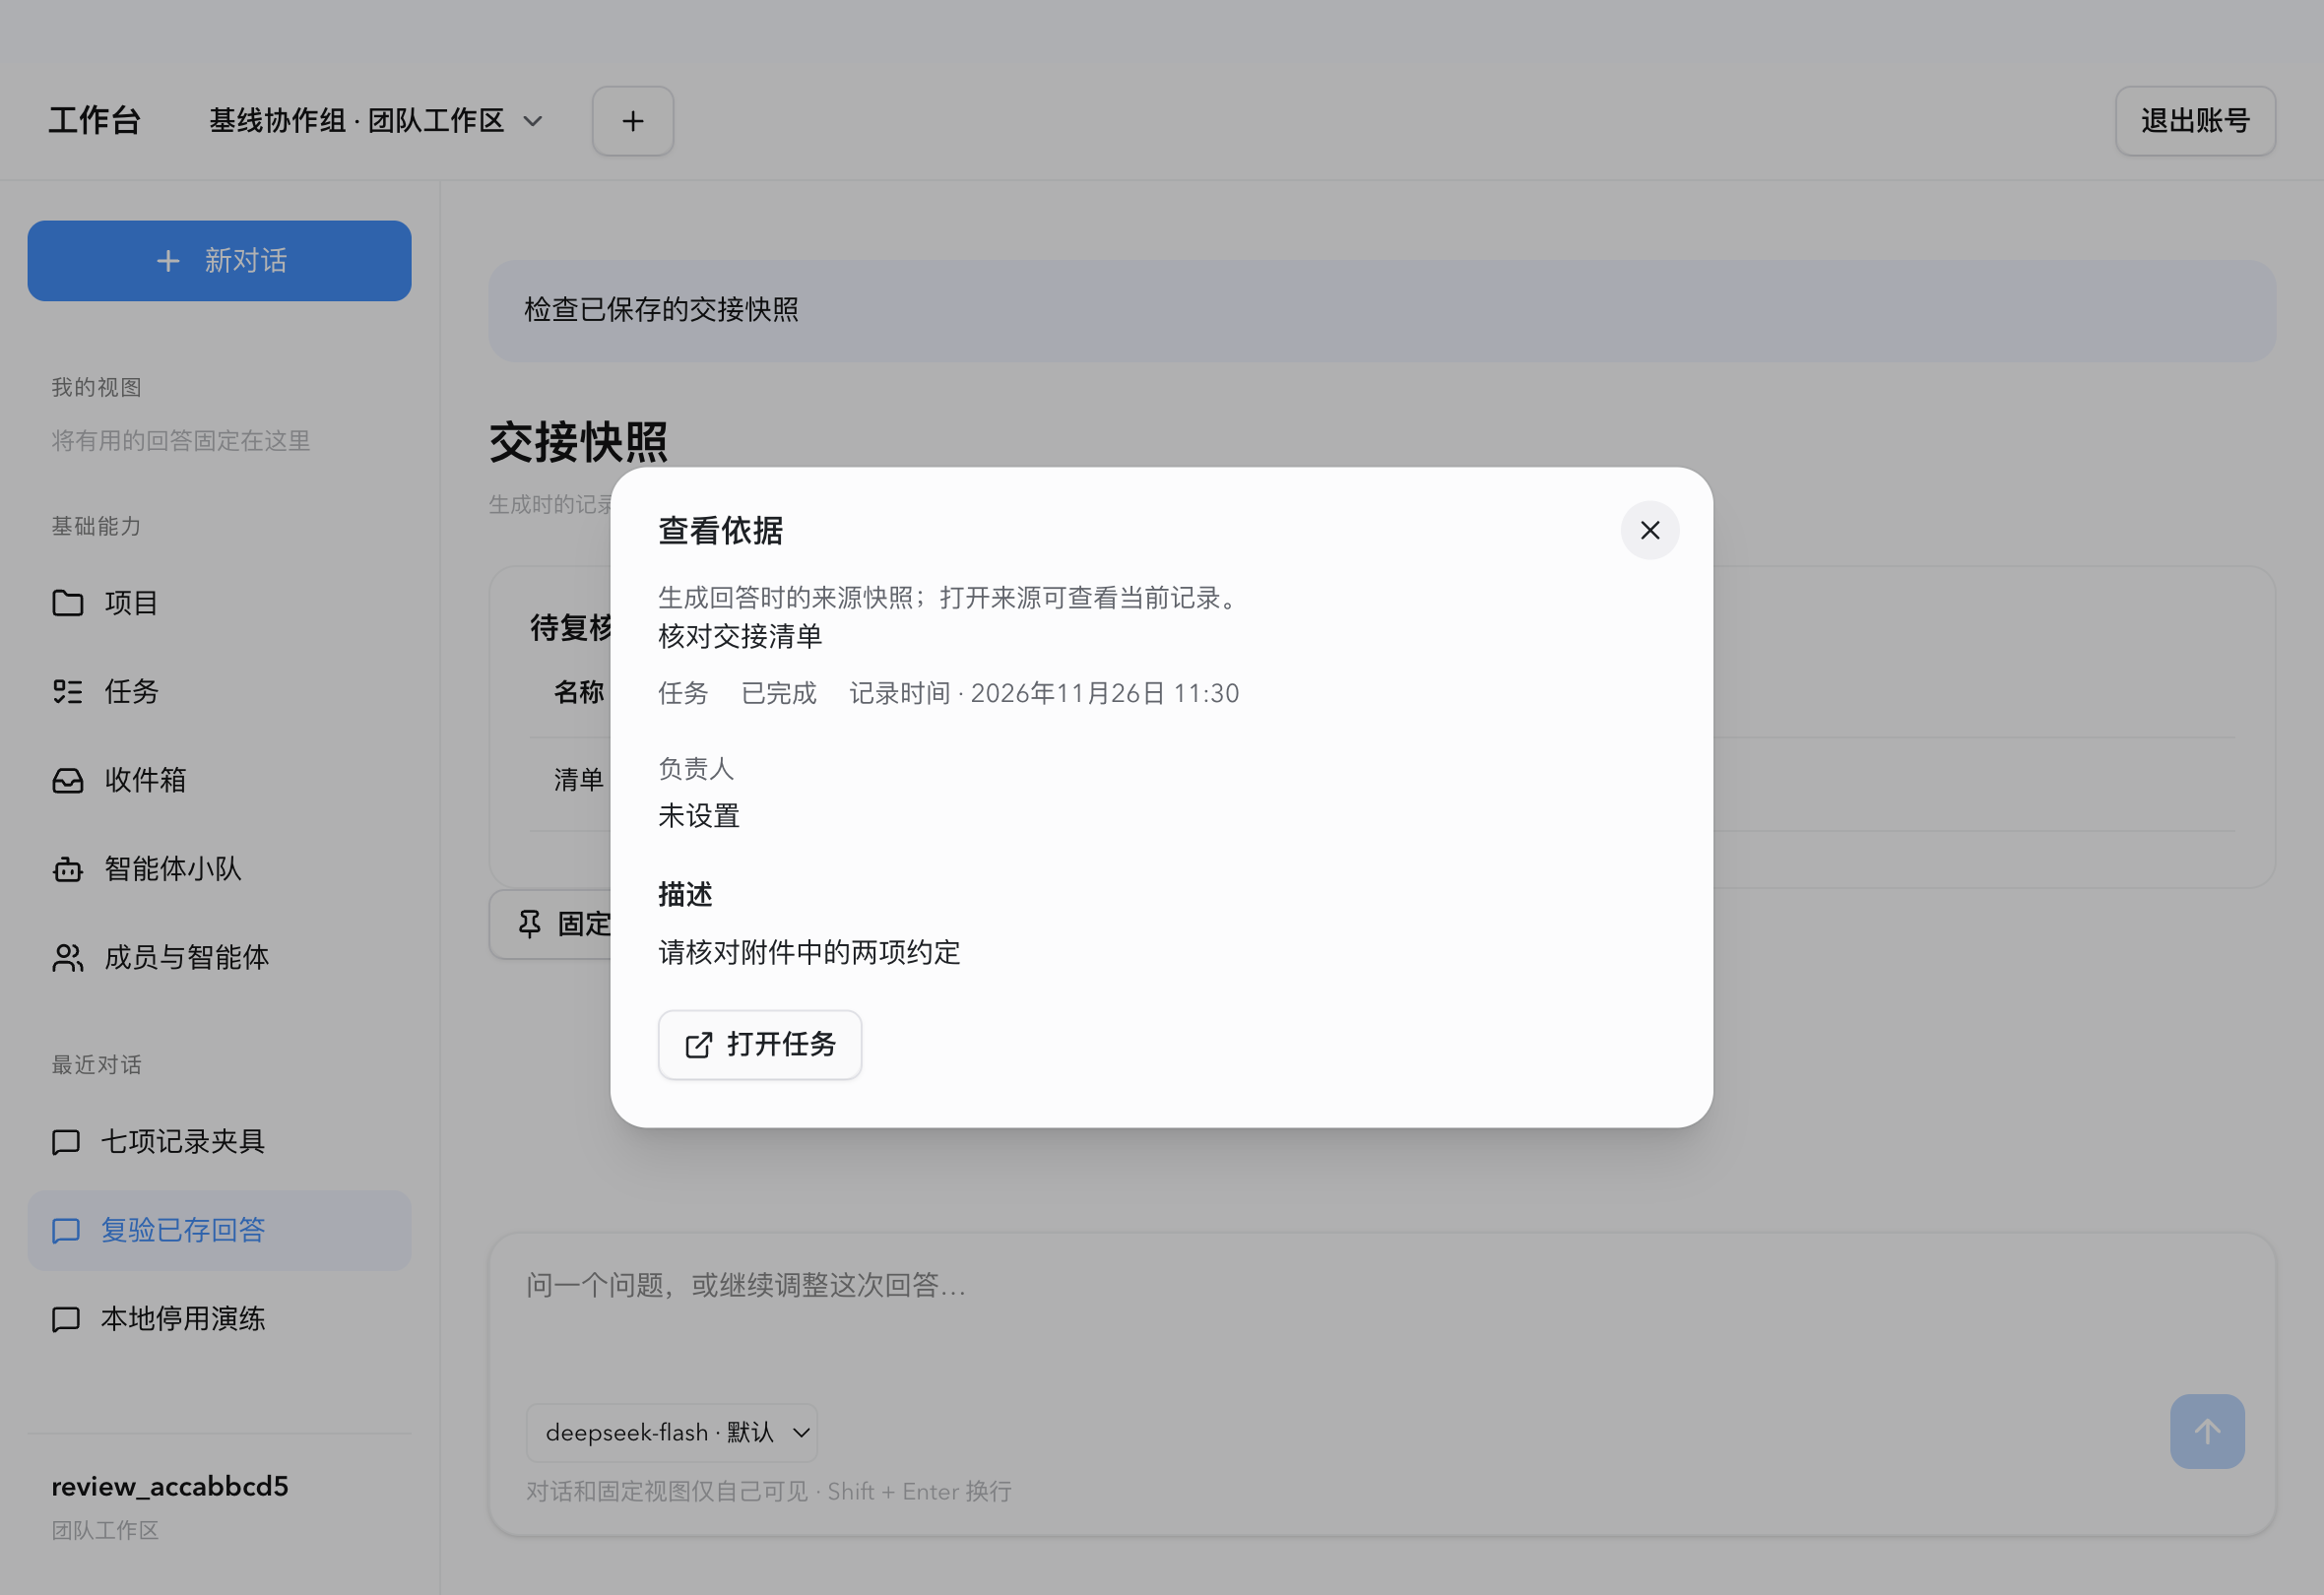 工作台
基线协作组 · 团队工作区
退出账号
新对话
我的视图
将有用的回答固定在这里
基础能力
项目
任务
收件箱
智能体小队
成员与智能体
最近对话
七项记录夹具
复验已存回答
本地停用演练
review_accabbcd5
团队工作区
检查已保存的交接快照
交接快照
生成时的记录
待复核
名称
清单
固定
查看依据
生成回答时的来源快照；打开来源可查看当前记录。
核对交接清单
任务 已完成 记录时间 · 2026年11月26日 11:30
负责人
未设置
描述
请核对附件中的两项约定
打开任务
问一个问题，或继续调整这次回答...
deepseek-flash · 默认
对话和固定视图仅自己可见 · Shift + Enter 换行